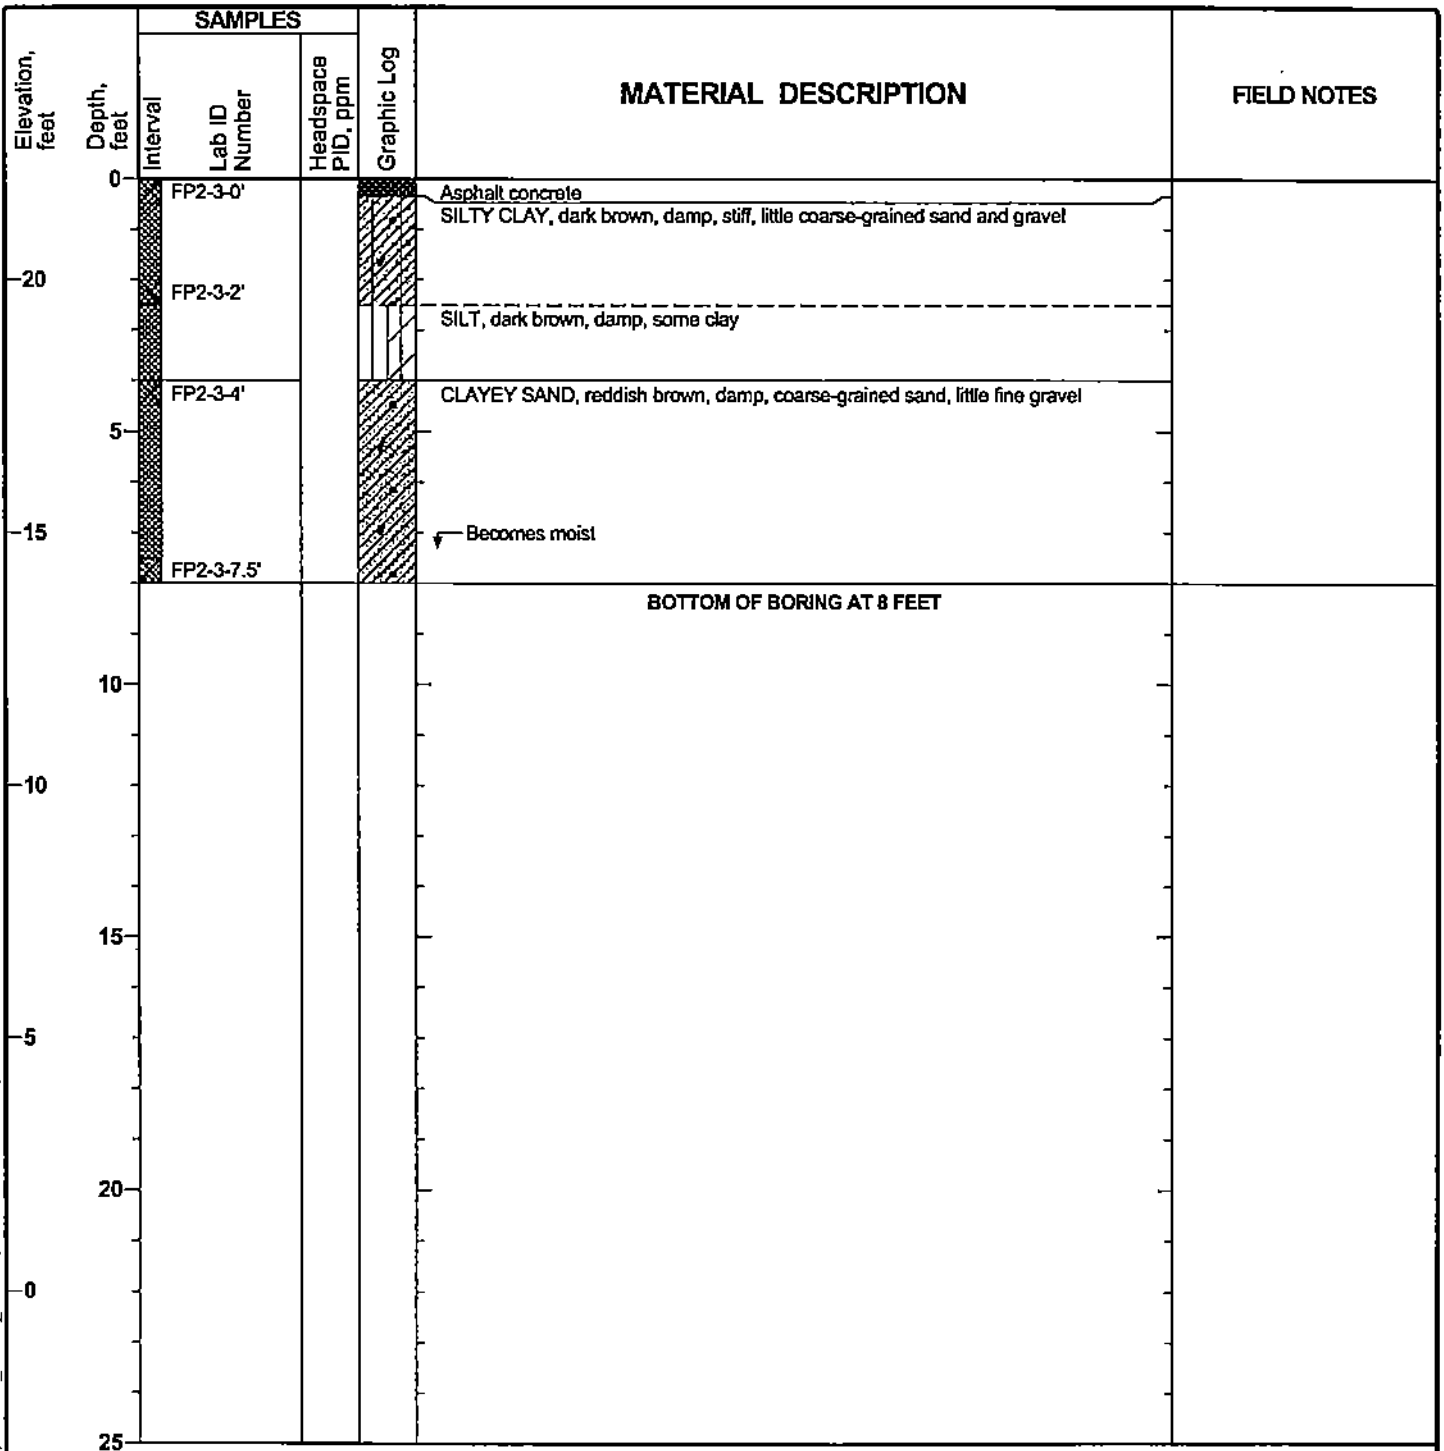 SAMPLES
Elevation,
feet
Depth,
feet
Interval
Lab ID
Number
Headspace
PID, ppm
Graphic Log
MATERIAL DESCRIPTION
FIELD NOTES
0
FP2-3-0'
Asphalt concrete
SILTY CLAY, dark brown, damp, stiff, little coarse-grained sand and gravel
20
FP2-3-2'
SILT, dark brown, damp, some clay
FP2-3-4'
CLAYEY SAND, reddish brown, damp, coarse-grained sand, little fine gravel
5
15
Becomes moist
FP2-3-7.5'
BOTTOM OF BORING AT 8 FEET
10
10
15
5
20
0
25